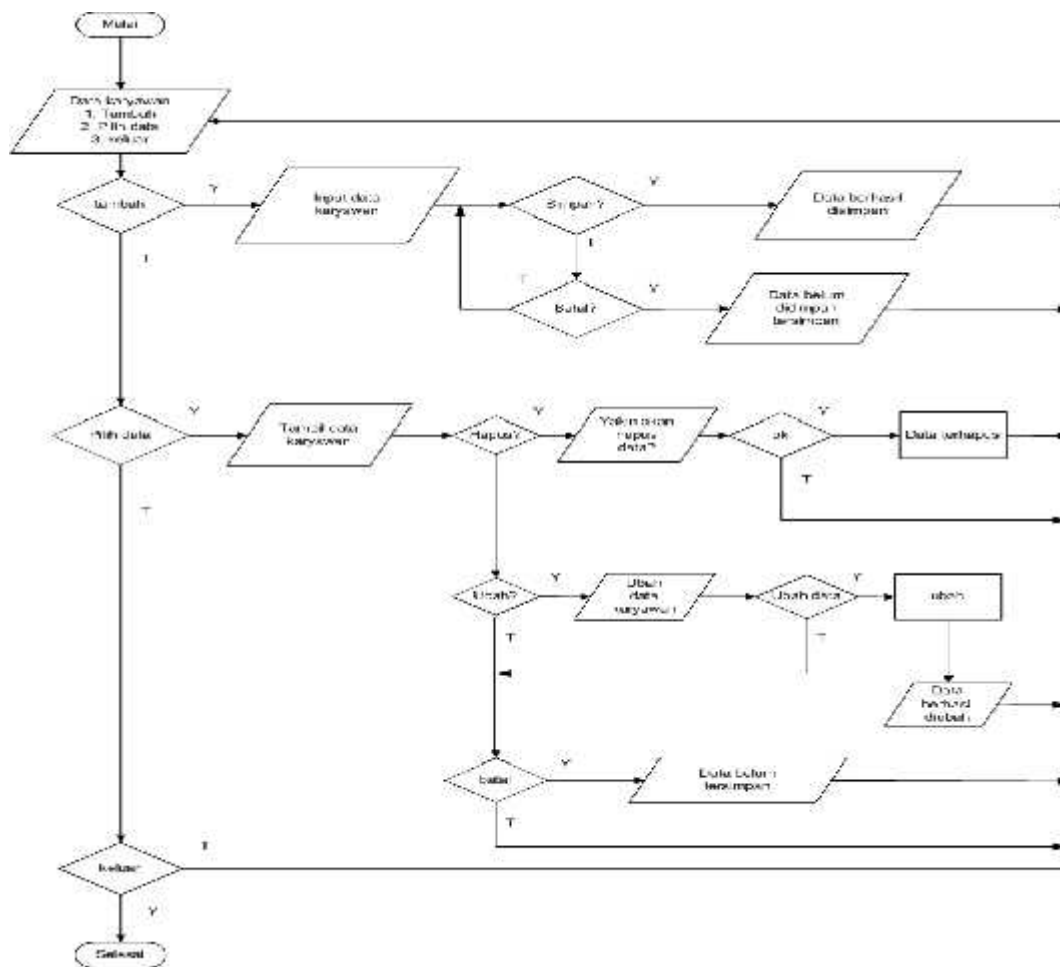 Mulai
Data karyawan
1. Tambah
2. Pilih data
3. keluar
tambah
Y
Input data
karyawan
Simpan?
Y
Data berhasil
disimpan
T
T
Batal?
Y
Data belum
tersimpan
T
Pilih data
Y
Tampil data
karyawan
Hapus?
Y
Yakin akan
hapus
data?
ok
Y
Data terhapus
T
T
Ubah?
Y
Ubah
data
karyawan
Ubah data
Y
ubah
T
T
Data
berhasil
diubah
batal
Y
Data belum
tersimpan
T
keluar
T
Y
Selesai